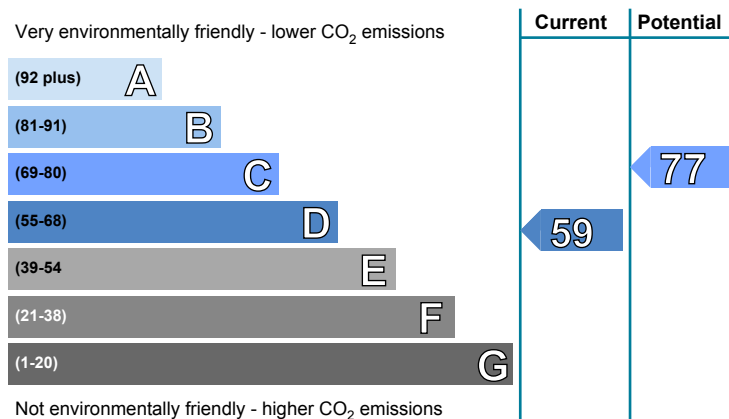 Very environmentally friendly - lower CO₂ emissions
Current Potential
(92 plus) A
(81-91) B
(69-80) C
77
(55-68) D
59
(39-54 E
(21-38) F
(1-20) G
Not environmentally friendly - higher CO₂ emissions